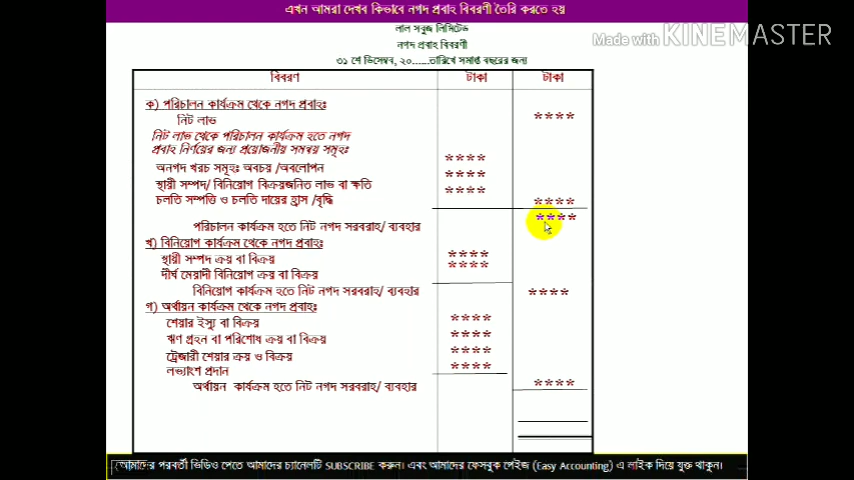 এখন আমরা দেখব কিভাবে নগদ প্রবাহ বিবরণী তৈরি করতে হয়
Made with KINEMASTER
লাল সবুজ লিমিটেড
নগদ প্রবাহ বিবরণী
৩১ শে ডিসেম্বর, ২০......তারিখে সমাপ্ত বছরের জন্য
বিবরণ টাকা টাকা
ক) পরিচালন কার্যক্রম থেকে নগদ প্রবাহঃ
নিট লাভ ****
নিট লাভ থেকে পরিচালন কার্যক্রম হতে নগদ
প্রবাহ নির্ণয়ের জন্য প্রয়োজনীয় সমন্বয় সমূহঃ
অনগদ খরচ সমূহঃ অবচয় /অবলোপন ****
স্থায়ী সম্পদ/ বিনিয়োগ বিক্রয়জনিত লাভ বা ক্ষতি ****
চলতি সম্পত্তি ও চলতি দায়ের হ্রাস /বৃদ্ধি **** ****
পরিচালন কার্যক্রম হতে নিট নগদ সরবরাহ/ ব্যবহার ****
খ) বিনিয়োগ কার্যক্রম থেকে নগদ প্রবাহঃ
স্থায়ী সম্পদ ক্রয় বা বিক্রয় ****
দীর্ঘ মেয়াদী বিনিয়োগ ক্রয় বা বিক্রয় ****
বিনিয়োগ কার্যক্রম হতে নিট নগদ সরবরাহ/ ব্যবহার ****
গ) অর্থায়ন কার্যক্রম থেকে নগদ প্রবাহঃ
শেয়ার ইস্যু বা বিক্রয় ****
ঋণ গ্রহন বা পরিশোধ ক্রয় বা বিক্রয় ****
ট্রেজারী শেয়ার ক্রয় ও বিক্রয় ****
লভ্যাংশ প্রদান ****
অর্থায়ন কার্যক্রম হতে নিট নগদ সরবরাহ/ ব্যবহার ****
আমাদের পরবর্তী ভিডিও পেতে আমাদের চ্যানেলটি SUBSCRIBE করুন। এবং আমাদের ফেসবুক পেইজ (Easy Accounting) এ লাইক দিয়ে যুক্ত থাকুন।